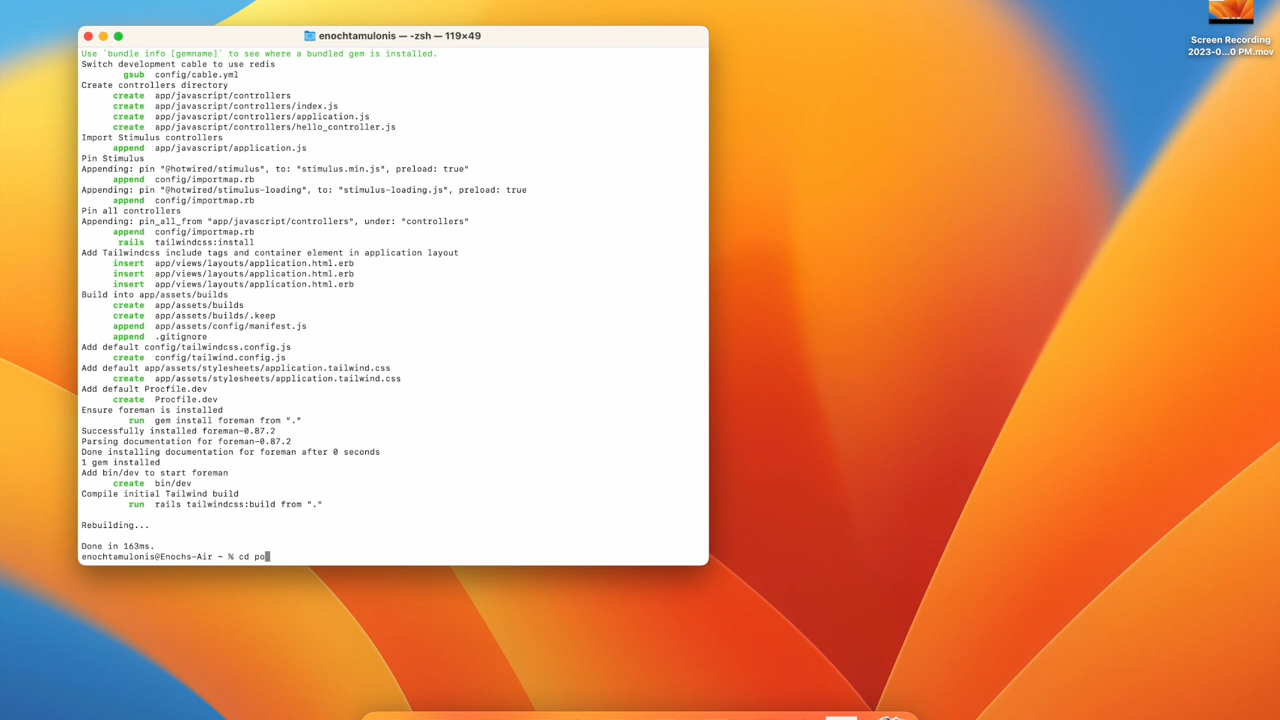 enochtamulonis — -zsh — 119×49
Use `bundle info [gemname]` to see where a bundled gem is installed.
Switch development cable to use redis
gsub config/cable.yml
Create controllers directory
create app/javascript/controllers
create app/javascript/controllers/index.js
create app/javascript/controllers/application.js
create app/javascript/controllers/hello_controller.js
Import Stimulus controllers
append app/javascript/application.js
Pin Stimulus
Appending: pin "@hotwired/stimulus", to: "stimulus.min.js", preload: true"
append config/importmap.rb
Appending: pin "@hotwired/stimulus-loading", to: "stimulus-loading.js", preload: true
append config/importmap.rb
Pin all controllers
Appending: pin_all_from "app/javascript/controllers", under: "controllers"
append config/importmap.rb
rails tailwindcss:install
Add Tailwindcss include tags and container element in application layout
insert app/views/layouts/application.html.erb
insert app/views/layouts/application.html.erb
insert app/views/layouts/application.html.erb
Build into app/assets/builds
create app/assets/builds
create app/assets/builds/.keep
append app/assets/config/manifest.js
append .gitignore
Add default config/tailwindcss.config.js
create config/tailwind.config.js
Add default app/assets/stylesheets/application.tailwind.css
create app/assets/stylesheets/application.tailwind.css
Add default Procfile.dev
create Procfile.dev
Ensure foreman is installed
run gem install foreman from "."
Successfully installed foreman-0.87.2
Parsing documentation for foreman-0.87.2
Done installing documentation for foreman after 0 seconds
1 gem installed
Add bin/dev to start foreman
create bin/dev
Compile initial Tailwind build
run rails tailwindcss:build from "."
Rebuilding...
Done in 163ms.
enochtamulonis@Enochs-Air ~ % cd po
Screen Recording
2023-0...0 PM.mov